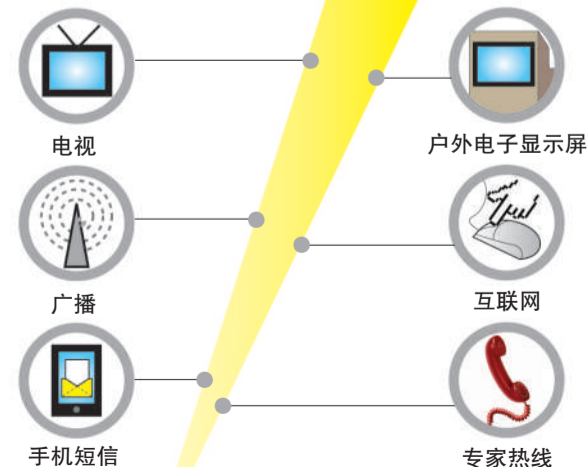 电视
户外电子显示屏
广播
互联网
手机短信
专家热线